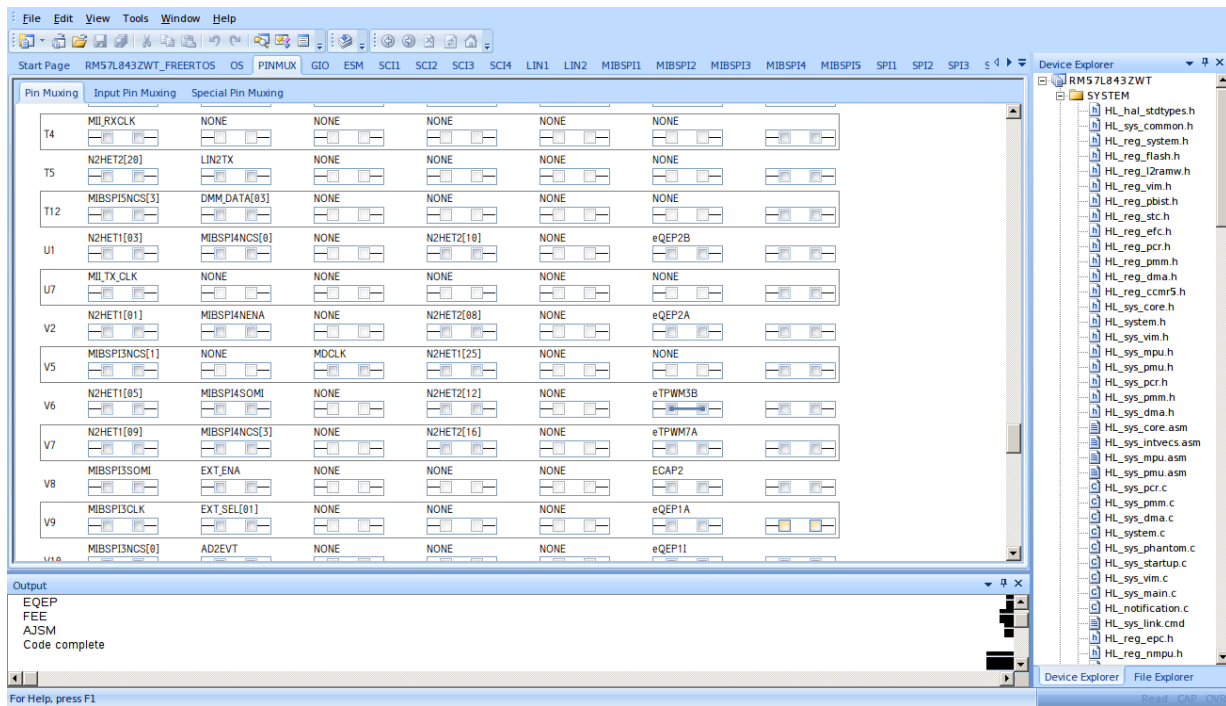 File Edit View Tools Window Help
Start Page RM57L843ZWT_FREERTOS OS PINMUX GIO ESM SCI1 SCI2 SCI3 SCI4 LIN1 LIN2 MIBSPI1 MIBSPI2 MIBSPI3 MIBSPI4 MIBSPI5 SPI1 SPI2 SPI3 S
Pin Muxing Input Pin Muxing Special Pin Muxing
MII_RXCLK NONE NONE NONE NONE NONE
T4
N2HET2[20] LIN2TX NONE NONE NONE NONE
T5
MIBSPI5NCS[3] DMM_DATA[03] NONE NONE NONE NONE
T12
N2HET1[03] MIBSPI4NCS[0] NONE N2HET2[10] NONE eQEP2B
U1
MII_TX_CLK NONE NONE NONE NONE NONE
U7
N2HET1[01] MIBSPI4NENA NONE N2HET2[08] NONE eQEP2A
V2
MIBSPI3NCS[1] NONE MDCLK N2HET1[25] NONE NONE
V5
N2HET1[05] MIBSPI4SOMI NONE N2HET2[12] NONE eTPWM3B
V6
N2HET1[09] MIBSPI4NCS[3] NONE N2HET2[16] NONE eTPWM7A
V7
MIBSPI3SOMI EXT_ENA NONE NONE NONE ECAP2
V8
MIBSPI3CLK EXT_SEL[01] NONE NONE NONE eQEP1A
V9
MIBSPI3NCS[0] AD2EVT NONE NONE NONE eQEP1I
V10
Output
EQEP
FEE
AJSM
Code complete
For Help, press F1
Device Explorer
RM57L843ZWT
SYSTEM
HL_hal_stdtypes.h
HL_sys_common.h
HL_reg_system.h
HL_reg_flash.h
HL_reg_l2ramw.h
HL_reg_vim.h
HL_reg_pbist.h
HL_reg_stc.h
HL_reg_efc.h
HL_reg_pcr.h
HL_reg_pmm.h
HL_reg_dma.h
HL_reg_ccmr5.h
HL_sys_core.h
HL_system.h
HL_sys_vim.h
HL_sys_mpu.h
HL_sys_pmu.h
HL_sys_pcr.h
HL_sys_pmm.h
HL_sys_dma.h
HL_sys_core.asm
HL_sys_intvecs.asm
HL_sys_mpu.asm
HL_sys_pmu.asm
HL_sys_pcr.c
HL_sys_pmm.c
HL_sys_dma.c
HL_system.c
HL_sys_phantom.c
HL_sys_startup.c
HL_sys_vim.c
HL_sys_main.c
HL_notification.c
HL_sys_link.cmd
HL_reg_epc.h
HL_reg_nmpu.h
Device Explorer File Explorer
Read CAP OVR